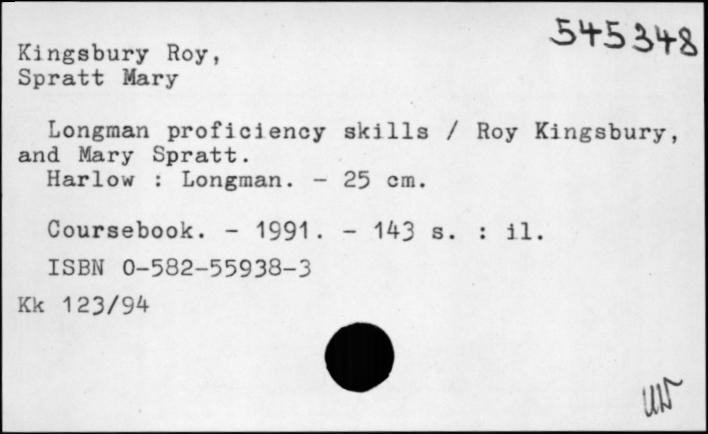 545348
Kingsbury Roy,
Spratt Mary
Longman proficiency skills / Roy Kingsbury,
and Mary Spratt.
Harlow : Longman. - 25 cm.
Coursebook. - 1991. - 143 s. : il.
ISBN 0-582-55938-3
Kk 123/94